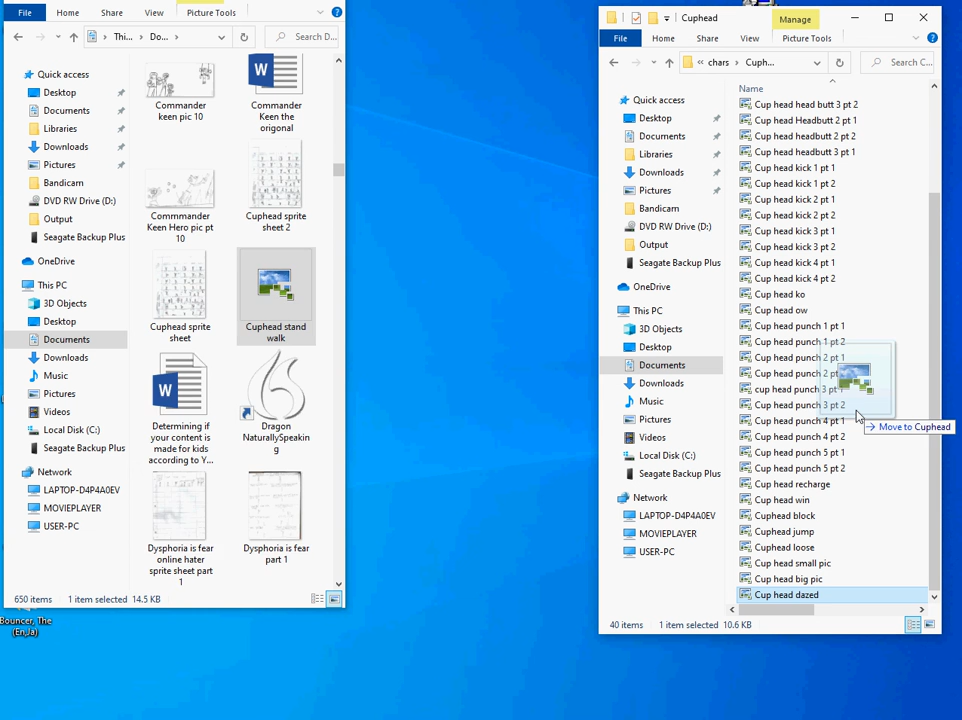 File
Home
Share
View
Picture Tools
Thi...
Do...
Search D...
Quick access
Desktop
Documents
Libraries
Downloads
Pictures
Bandicam
DVD RW Drive (D:)
Output
Seagate Backup Plus
OneDrive
This PC
3D Objects
Desktop
Documents
Downloads
Music
Pictures
Videos
Local Disk (C:)
Seagate Backup Plus
Network
LAPTOP-D4P4A0EV
MOVIEPLAYER
USER-PC
Commander
keen pic 10
Commander
Keen the
origonal
Commmander
Keen Hero pic pt
10
Cuphead sprite
sheet 2
Cuphead sprite
sheet
Cuphead stand
walk
Determining if
your content is
made for kids
according to Y...
Dragon
NaturallySpeakin
g
Dysphoria is fear
online hater
sprite sheet part
1
Dysphoria is fear
part 1
650 items
1 item selected 14.5 KB
Bouncer, The
(En,Ja)
Cuphead
Manage
File
Home
Share
View
Picture Tools
« chars
Cuph...
Search C...
Quick access
Desktop
Documents
Libraries
Downloads
Pictures
Bandicam
DVD RW Drive (D:)
Output
Seagate Backup Plus
OneDrive
This PC
3D Objects
Desktop
Documents
Downloads
Music
Pictures
Videos
Local Disk (C:)
Seagate Backup Plus
Network
LAPTOP-D4P4A0EV
MOVIEPLAYER
USER-PC
Name
Cup head head butt 3 pt 2
Cup head Headbutt 2 pt 1
Cup head headbutt 2 pt 2
Cup head headbutt 3 pt 1
Cup head kick 1 pt 1
Cup head kick 1 pt 2
Cup head kick 2 pt 1
Cup head kick 2 pt 2
Cup head kick 3 pt 1
Cup head kick 3 pt 2
Cup head kick 4 pt 1
Cup head kick 4 pt 2
Cup head ko
Cup head ow
Cup head punch 1 pt 1
Cup head punch 1 pt 2
Cup head punch 2 pt 1
Cup head punch 2 pt
cup head punch 3 pt 1
Cup head punch 3 pt 2
Cup head punch 4 pt 1
Cup head punch 4 pt 2
Cup head punch 5 pt 1
Cup head punch 5 pt 2
Cup head recharge
Cup head win
Cuphead block
Cuphead jump
Cuphead loose
Cup head small pic
Cup head big pic
Cup head dazed
Move to Cuphead
40 items
1 item selected 10.6 KB